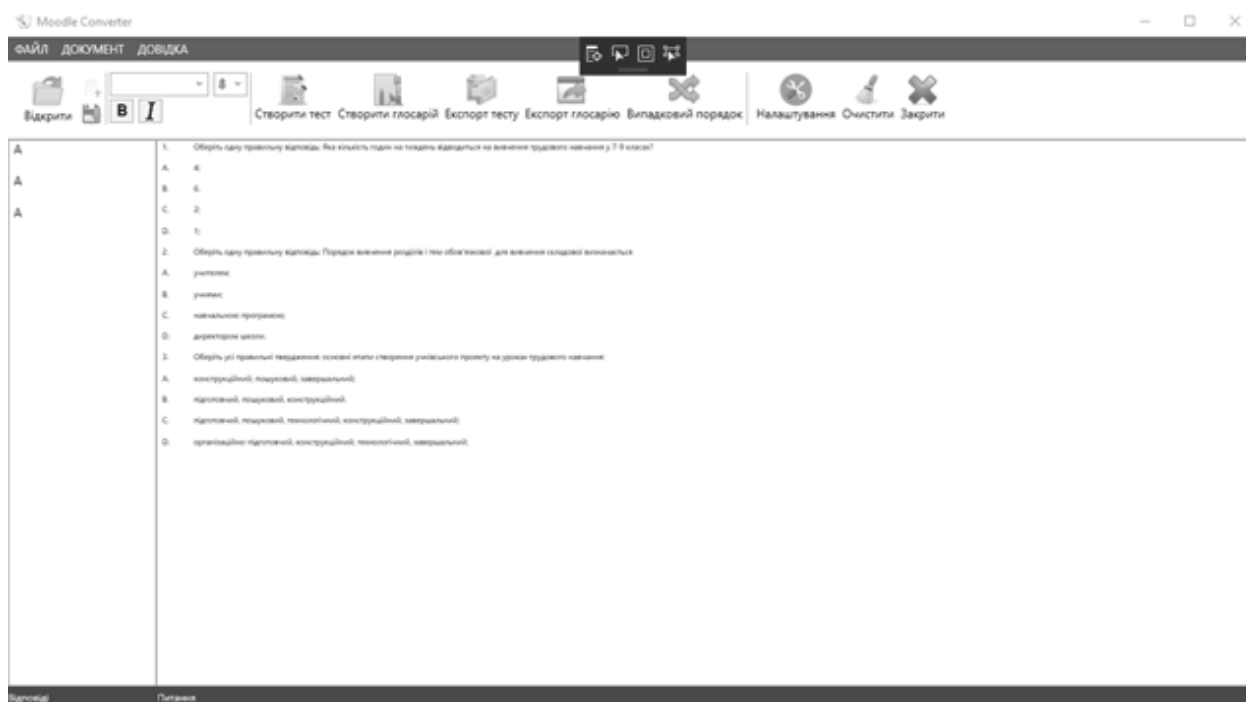 Moodle Converter
ФАЙЛ ДОКУМЕНТ ДОВІДКА
8
Відкрити B I Створити тест Створити глосарій Експорт тесту Експорт глосарію Випадковий порядок Налаштування Очистити Закрити
A
A
A
1. Оберіть одну правильну відповідь: Яка кількість годин на тиждень відводиться на вивчення трудового навчання у 7-9 класах?
A. 4;
B. 6.
C. 2;
D. 1;
2. Оберіть одну правильну відповідь: Порядок вивчення розділів і тем обов'язкової для вивчення складової визначається
A. учителем;
B. учнями;
C. навчальною програмою;
D. директором школи.
3. Оберіть усі правильні твердження: основні етапи створення учнівського проекту на уроках трудового навчання:
A. конструкційний, пошуковий, завершальний;
B. підготовчий, пошуковий, конструкційний.
C. підготовчий, пошуковий, технологічний, конструкційний, завершальний;
D. організаційно-підготовчий, конструкційний, технологічний, завершальний;
Відповіді Питання